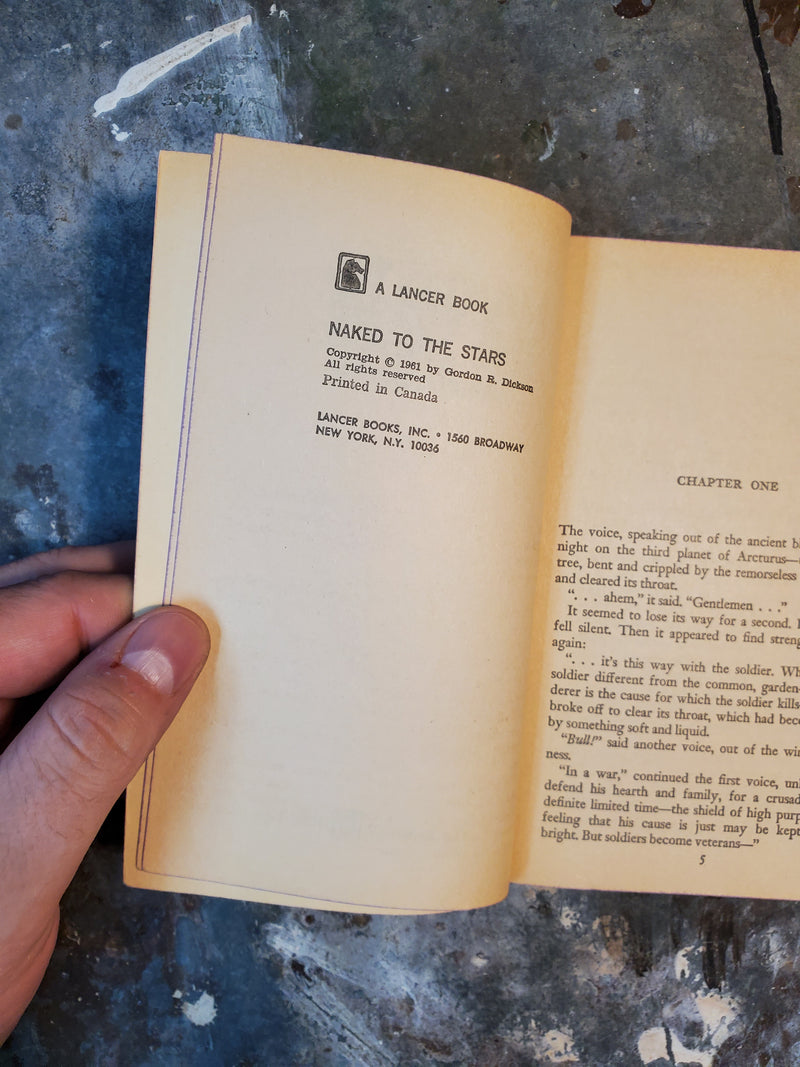 A LANCER BOOK
NAKED TO THE STARS
Copyright © 1961 by Gordon R. Dickson
All rights reserved
Printed in Canada
LANCER BOOKS, INC. • 1560 BROADWAY
NEW YORK, N.Y. 10036
CHAPTER ONE
The voice, speaking out of the ancient
night on the third planet of Arcturus—
tree, bent and crippled by the remorseless
and cleared its throat.
". . . ahem," it said. "Gentlemen . . ."
It seemed to lose its way for a second.
fell silent. Then it appeared to find
again:
". . . it's this way with the soldier.
soldier different from the common, garden-
derer is the cause for which the soldier kills
broke off to clear its throat, which had
by something soft and liquid.
"Bull!" said another voice, out of the
ness.
"In a war," continued the first voice,
defend his hearth and family, for a
definite limited time—the shield of high
feeling that his cause is just may be kept
bright. But soldiers become veterans—"
5